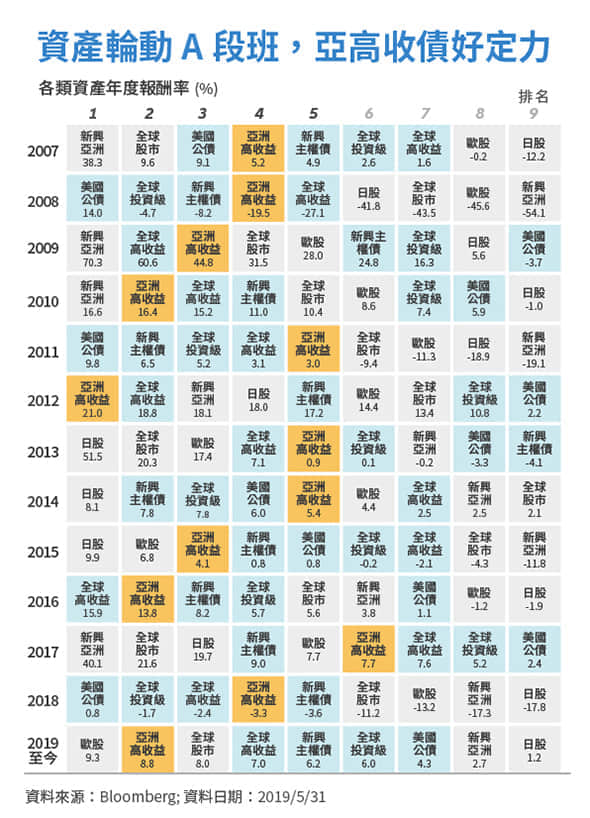 資產輪動 A 段班，亞高收債好定力
各類資產年度報酬率 (%)
排名
1 2 3 4 5 6 7 8 9
2007
新興 全球 美國 亞洲 新興 全球 全球 歐股 日股
亞洲 股市 公債 高收益 主權債 投資級 高收益
38.3 9.6 9.1 5.2 4.9 2.6 1.6 -0.2 -12.2
2008
美國 全球 新興 亞洲 全球 日股 全球 歐股 新興
公債 投資級 主權債 高收益 高收益 股市 亞洲
14.0 -4.7 -8.2 -19.5 -27.1 -41.8 -43.5 -45.6 -54.1
2009
新興 全球 亞洲 全球 歐股 新興主 全球 日股 美國
亞洲 高收益 高收益 股市 權債 投資級 公債
70.3 60.6 44.8 31.5 28.0 24.8 16.3 5.6 -3.7
2010
新興 亞洲 全球 新興 全球 歐股 全球 美國 日股
亞洲 高收益 高收益 主權債 股市 投資級 公債
16.6 16.4 15.2 11.0 10.4 8.6 7.4 5.9 -1.0
2011
美國 新興 全球 全球 亞洲 全球 歐股 日股 新興
公債 主權債 投資級 高收益 高收益 股市 亞洲
9.8 6.5 5.2 3.1 3.0 -9.4 -11.3 -18.9 -19.1
2012
亞洲 全球 新興 日股 新興 歐股 全球 全球 美國
高收益 高收益 亞洲 主權債 股市 投資級 公債
21.0 18.8 18.1 18.0 17.2 14.4 13.4 10.8 2.2
2013
日股 全球 歐股 全球 亞洲 全球 新興 美國 新興
股市 高收益 高收益 投資級 亞洲 公債 主權債
51.5 20.3 17.4 7.1 0.9 0.1 -0.2 -3.3 -4.1
2014
日股 新興 全球 美國 亞洲 歐股 全球 新興 全球
主權債 投資級 公債 高收益 高收益 亞洲 股市
8.1 7.8 7.8 6.0 5.4 4.4 2.5 2.5 2.1
2015
日股 歐股 亞洲 新興 美國 全球 全球 全球 新興
高收益 主權債 公債 投資級 高收益 股市 亞洲
9.9 6.8 4.1 0.8 0.8 -0.2 -2.1 -4.3 -11.8
2016
全球 亞洲 新興 全球 全球 新興 美國 歐股 日股
高收益 高收益 主權債 投資級 股市 亞洲 公債
15.9 13.8 8.2 5.7 5.6 3.8 1.1 -1.2 -1.9
2017
新興 全球 日股 新興 歐股 亞洲 全球 全球 美國
亞洲 股市 主權債 高收益 高收益 投資級 公債
40.1 21.6 19.7 9.0 7.7 7.7 7.6 5.2 2.4
2018
美國 全球 全球 亞洲 新興 全球 歐股 新興 日股
公債 投資級 高收益 高收益 主權債 股市 亞洲
0.8 -1.7 -2.4 -3.3 -3.6 -11.2 -13.2 -17.3 -17.8
2019
至今
歐股 亞洲 全球 全球 新興 全球 美國 新興 日股
高收益 股市 高收益 主權債 投資級 公債 亞洲
9.3 8.8 8.0 7.0 6.2 6.0 4.3 2.7 1.2
資料來源：Bloomberg; 資料日期：2019/5/31